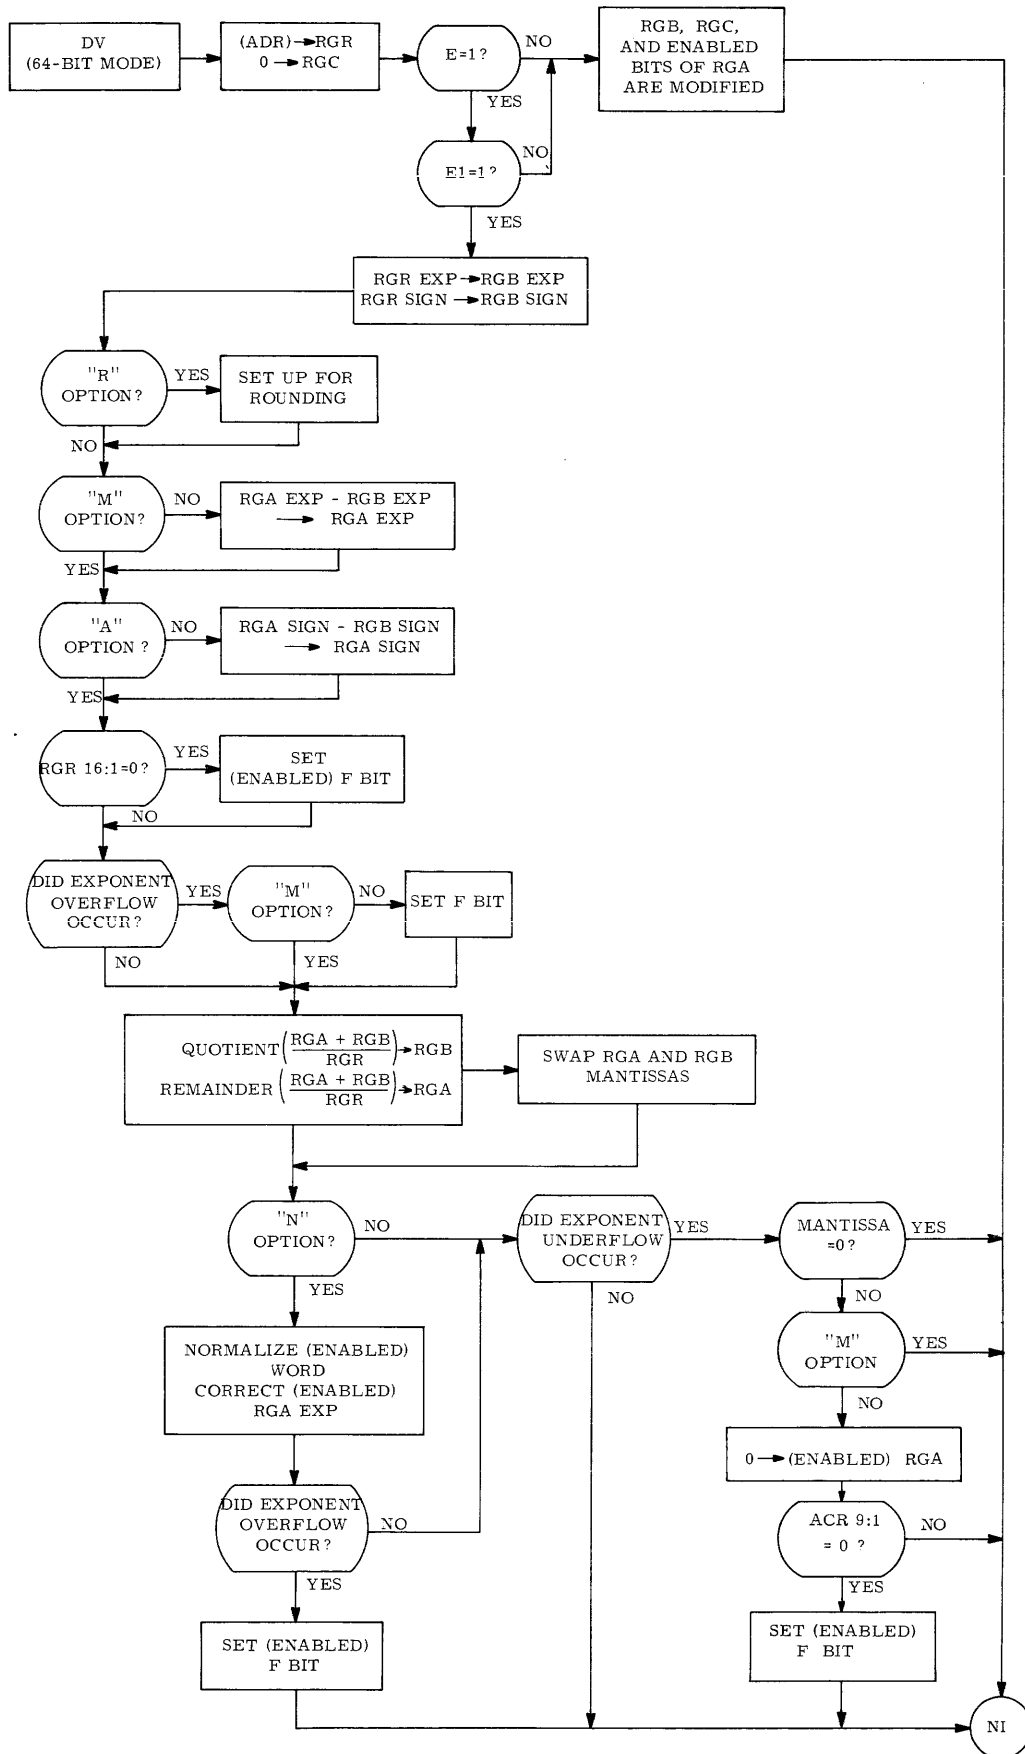 DV
(64-BIT MODE)
(ADR)→RGR
0→RGC
E=1?
NO
YES
RGB, RGC,
AND ENABLED
BITS OF RGA
ARE MODIFIED
E1=1?
NO
YES
RGR EXP→RGB EXP
RGR SIGN→RGB SIGN
"R"
OPTION?
YES
NO
SET UP FOR
ROUNDING
"M"
OPTION?
NO
YES
RGA EXP - RGB EXP
→ RGA EXP
"A"
OPTION?
NO
YES
RGA SIGN - RGB SIGN
→ RGA SIGN
RGR 16:1=0?
YES
NO
SET
(ENABLED) F BIT
DID EXPONENT
OVERFLOW
OCCUR?
YES
NO
"M"
OPTION?
NO
YES
SET F BIT
QUOTIENT (RGA + RGB / RGR)→RGB
REMAINDER (RGA + RGB / RGR)→RGA
SWAP RGA AND RGB
MANTISSAS
"N"
OPTION?
NO
YES
DID EXPONENT
UNDERFLOW
OCCUR?
YES
NO
MANTISSA
=0?
YES
NO
"M"
OPTION
YES
NO
NORMALIZE (ENABLED)
WORD
CORRECT (ENABLED)
RGA EXP
0→(ENABLED) RGA
DID EXPONENT
OVERFLOW
OCCUR?
NO
YES
ACR 9:1
= 0 ?
NO
YES
SET (ENABLED)
F BIT
SET (ENABLED)
F BIT
NI